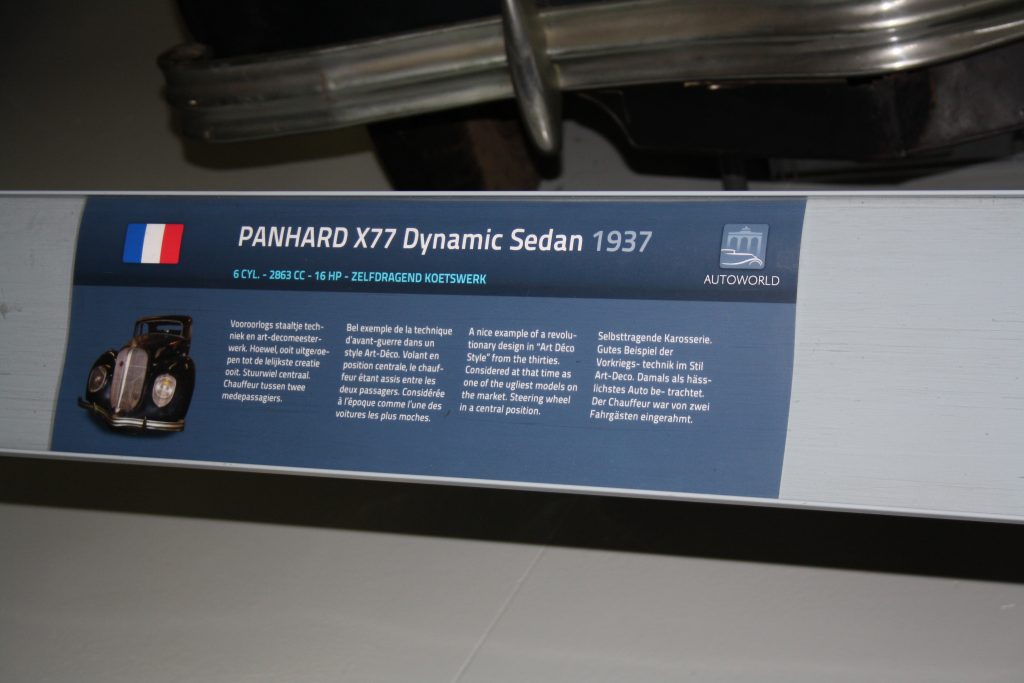 PANHARD X77 Dynamic Sedan 1937
6 CYL. - 2863 CC - 16 HP - ZELFDRAGEND KOETSWERK
AUTOWORLD
Vooroorlogs staaltje tech-
niek en art-decomeester-
werk. Hoewel, ooit uitgeroe-
pen tot de lelijkste creatie
ooit. Stuurwiel centraal.
Chauffeur tussen twee
medepassagiers.
Bel exemple de la technique
d'avant-guerre dans un
style Art-Déco. Volant en
position centrale, le chauf-
feur étant assis entre les
deux passagers. Considérée
à l'époque comme l'une des
voitures les plus moches.
A nice example of a revolu-
tionary design in "Art Déco
Style" from the thirties.
Considered at that time as
one of the ugliest models on
the market. Steering wheel
in a central position.
Selbsttragende Karosserie.
Gutes Beispiel der
Vorkriegs- technik im Stil
Art-Deco. Damals als häss-
lichstes Auto be- trachtet.
Der Chauffeur war von zwei
Fahrgästen eingerahmt.